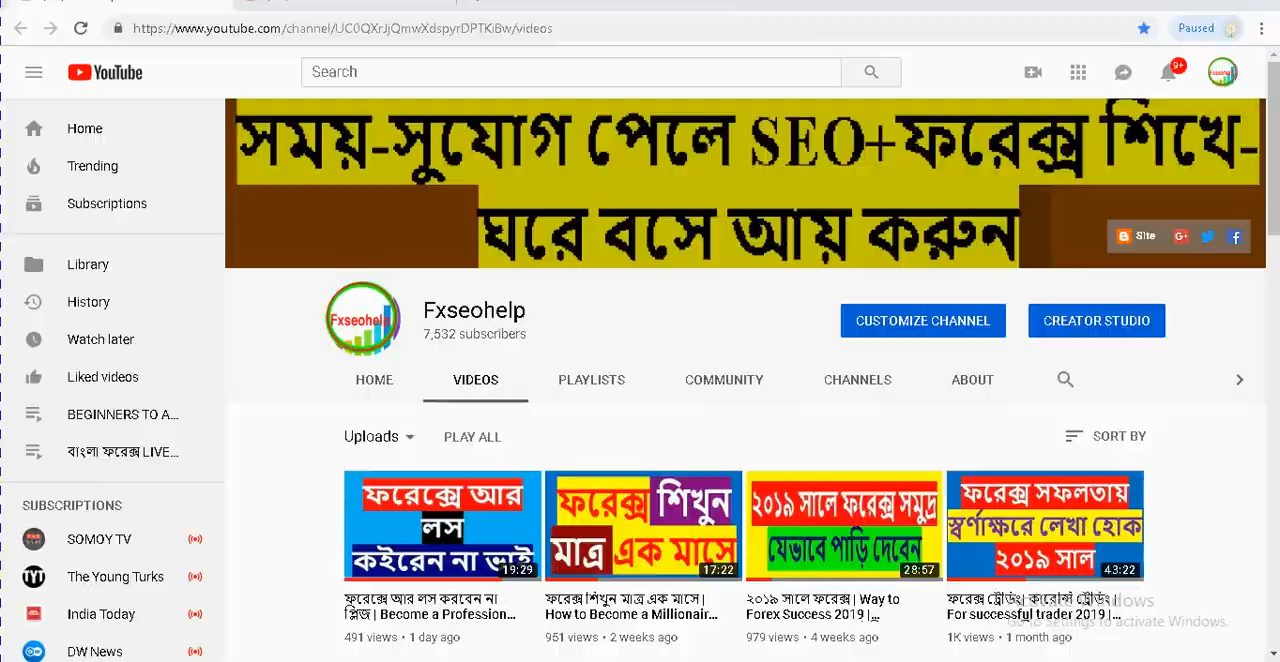 https://www.youtube.com/channel/UC0QXrJjQmwXdspyrDPTKiBw/videos
Paused
YouTube
Search
9+
Home
Trending
Subscriptions
Library
History
Watch later
Liked videos
BEGINNERS TO A...
বাংলা ফরেক্স LIVE...
SUBSCRIPTIONS
SOMOY TV
The Young Turks
India Today
DW News
সময়-সুযোগ পেলে SEO+ফরেক্স শিখে-
ঘরে বসে আয় করুন
Site
Fxseohelp
Fxseohelp
7,532 subscribers
CUSTOMIZE CHANNEL
CREATOR STUDIO
HOME
VIDEOS
PLAYLISTS
COMMUNITY
CHANNELS
ABOUT
Uploads
PLAY ALL
SORT BY
ফরেক্সে আর
লস
কইরেন না ভাই
19:29
ফরেক্সে আর লস করবেন না
প্লিজ | Become a Profession...
491 views • 1 day ago
ফরেক্স শিখুন
মাত্র এক মাসে
17:22
ফরেক্স শিখুন মাত্র এক মাসে |
How to Become a Millionair...
951 views • 2 weeks ago
২০১৯ সালে ফরেক্স সমুদ্র
যেভাবে পাড়ি দেবেন
28:57
২০১৯ সালে ফরেক্স | Way to
Forex Success 2019 |...
979 views • 4 weeks ago
ফরেক্স সফলতায়
স্বর্ণাক্ষরে লেখা হোক
২০১৯ সাল
43:22
ফরেক্স ট্রেডিং: কারেন্সি ট্রেডিং:
For successful trader 2019 |...
1K views • 1 month ago
Activate Windows
Go to Settings to activate Windows.